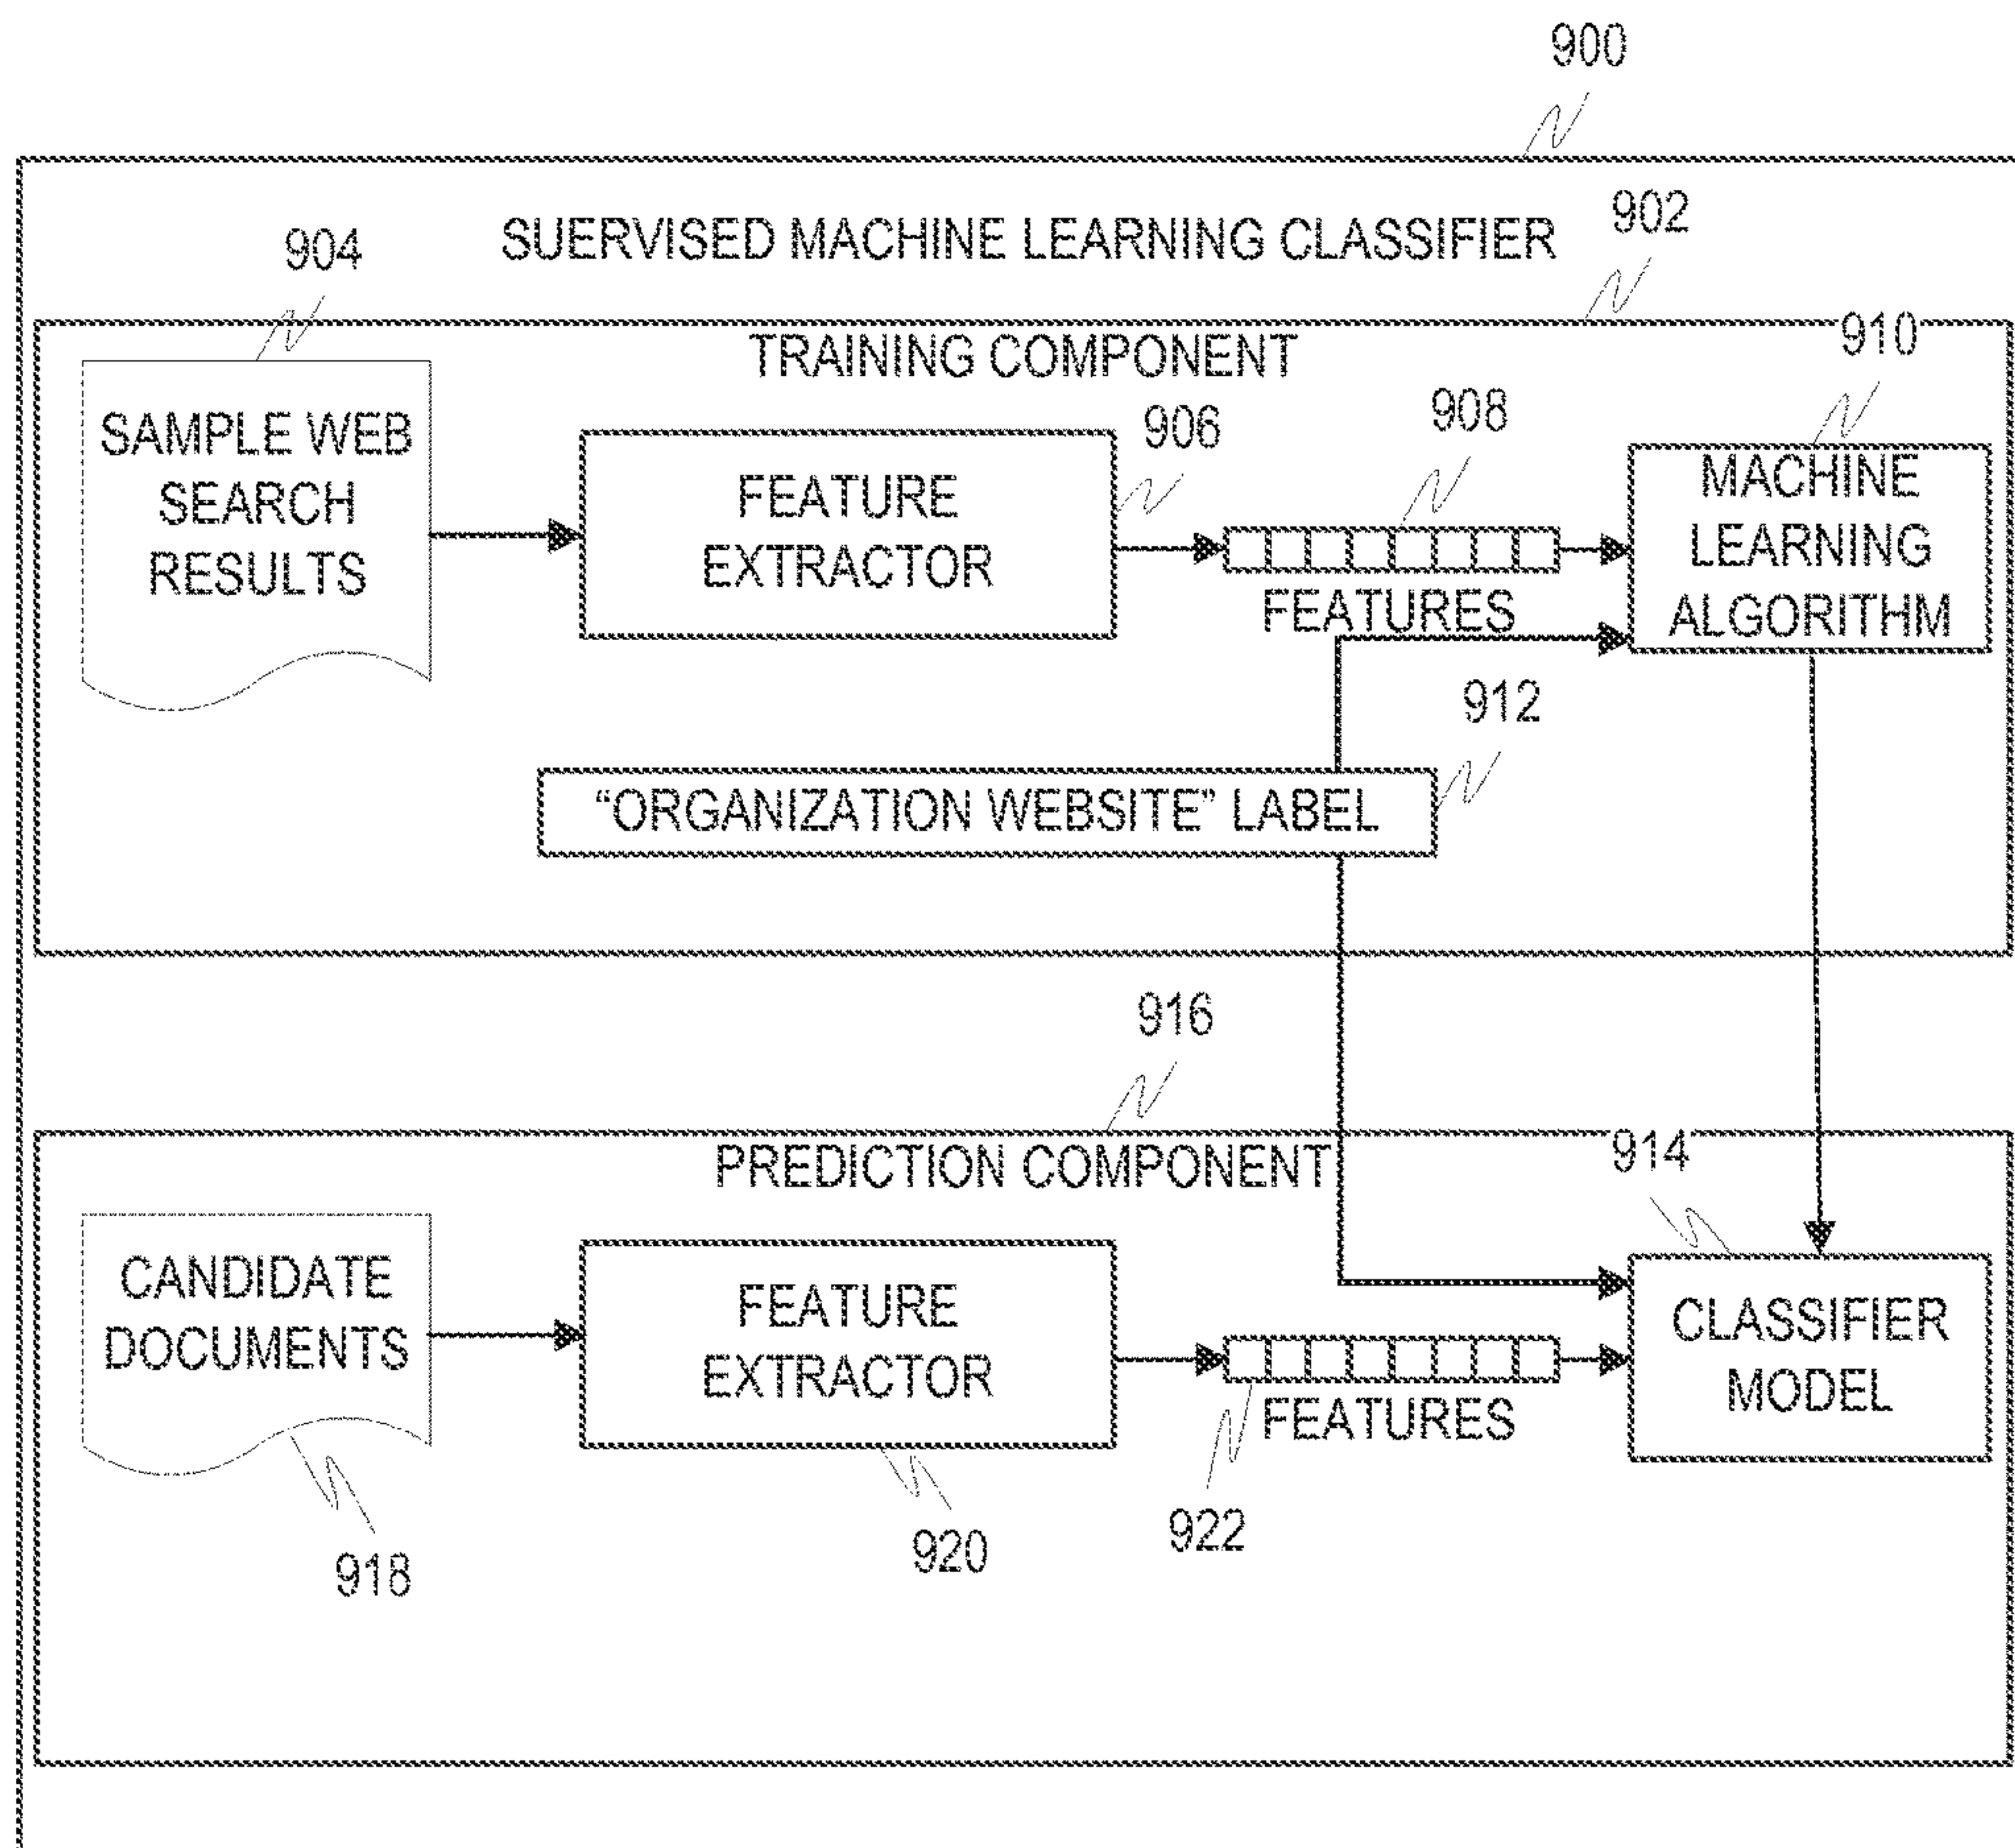 900
SUERVISED MACHINE LEARNING CLASSIFIER
902
904
TRAINING COMPONENT
910
SAMPLE WEB
SEARCH
RESULTS
FEATURE
EXTRACTOR
906
908
FEATURES
MACHINE
LEARNING
ALGORITHM
912
“ORGANIZATION WEBSITE” LABEL
916
PREDICTION COMPONENT
914
CANDIDATE
DOCUMENTS
FEATURE
EXTRACTOR
FEATURES
CLASSIFIER
MODEL
918
920
922